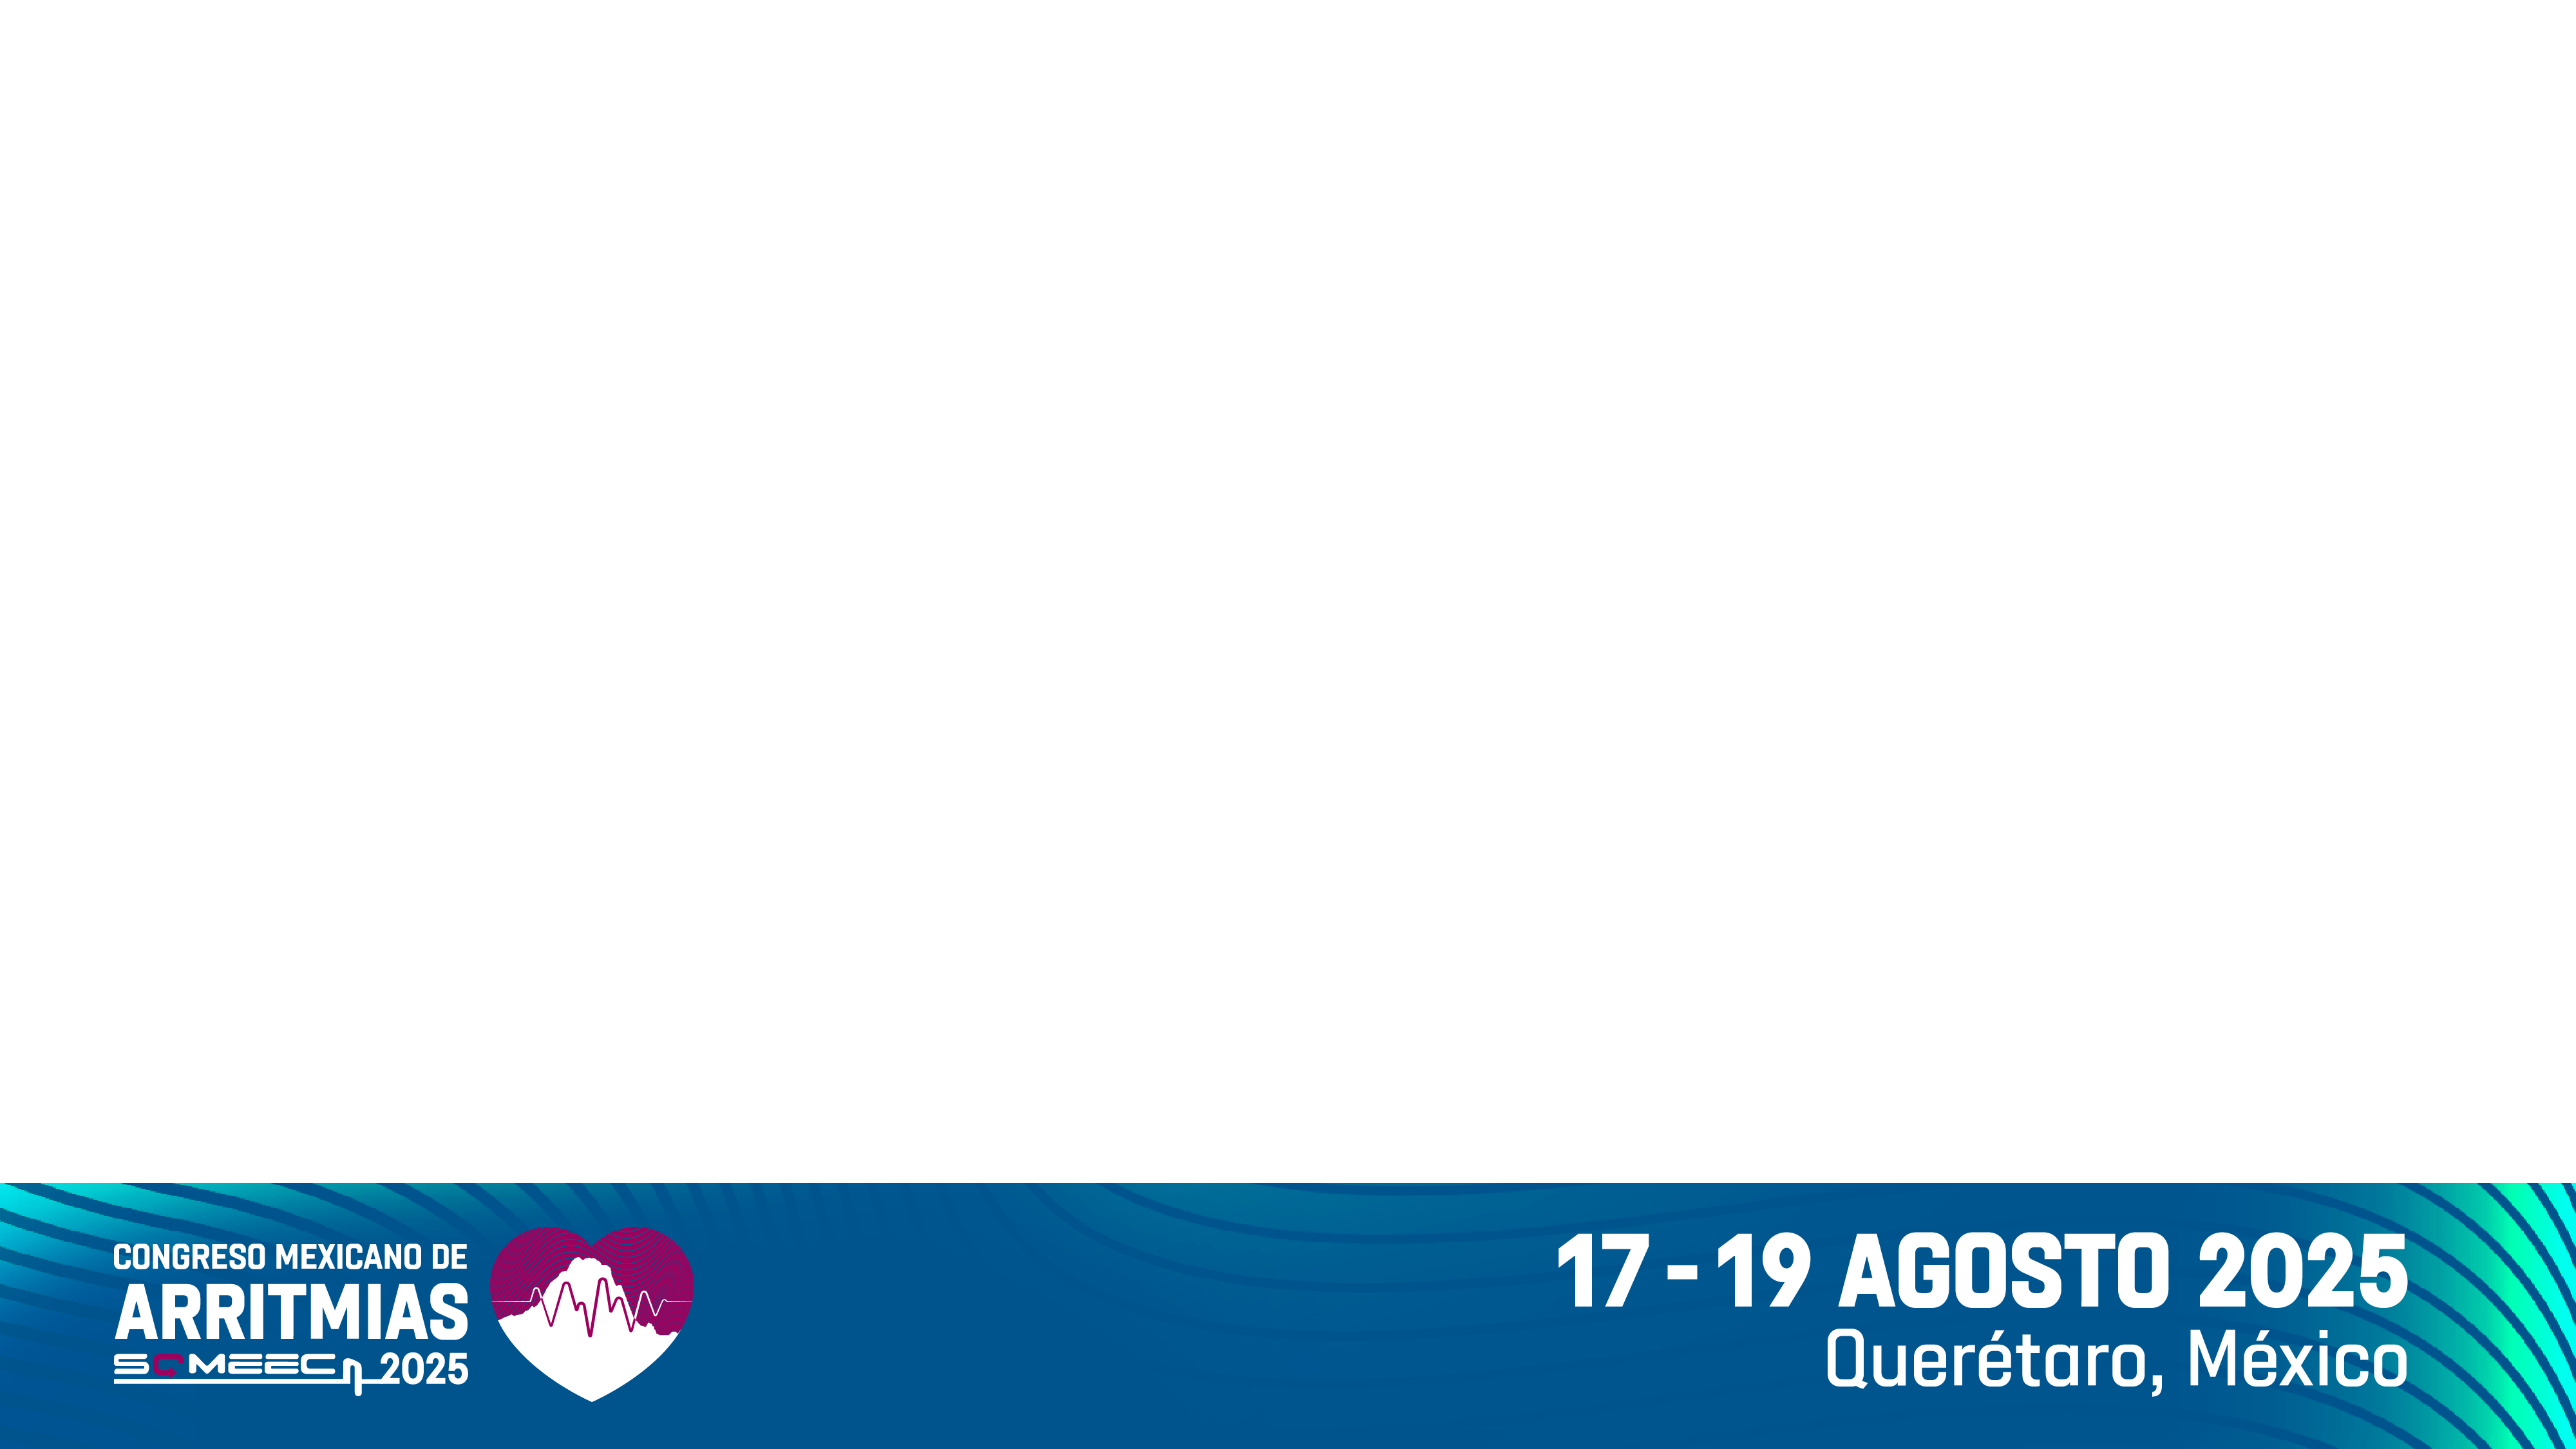 CONGRESO MEXICANO DE
ARRITMIAS
SOMEEC 2025
17 - 19 AGOSTO 2025
Querétaro, México